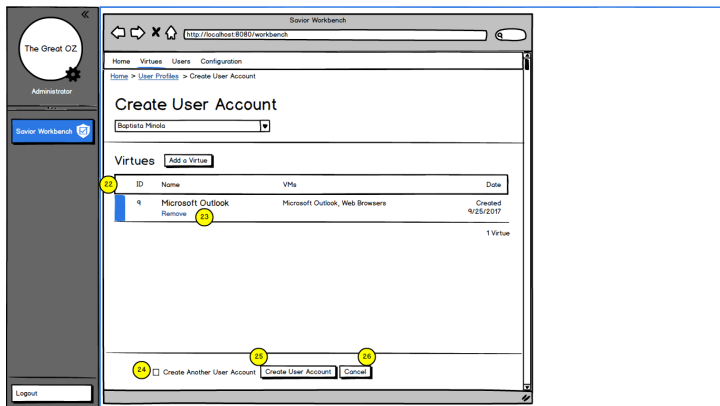 The Great OZ
Administrator
Savior Workbench
Logout
Savior Workbench
http://localhost:8080/workbench
Home Virtues Users Configuration
Home > User Profiles > Create User Account
Create User Account
Baptista Minola
Virtues Add a Virtue
22 ID Name VMs Date
9 Microsoft Outlook Microsoft Outlook, Web Browsers Created
Remove 23 9/25/2017
1 Virtue
25 26
24 Create Another User Account Create User Account Cancel